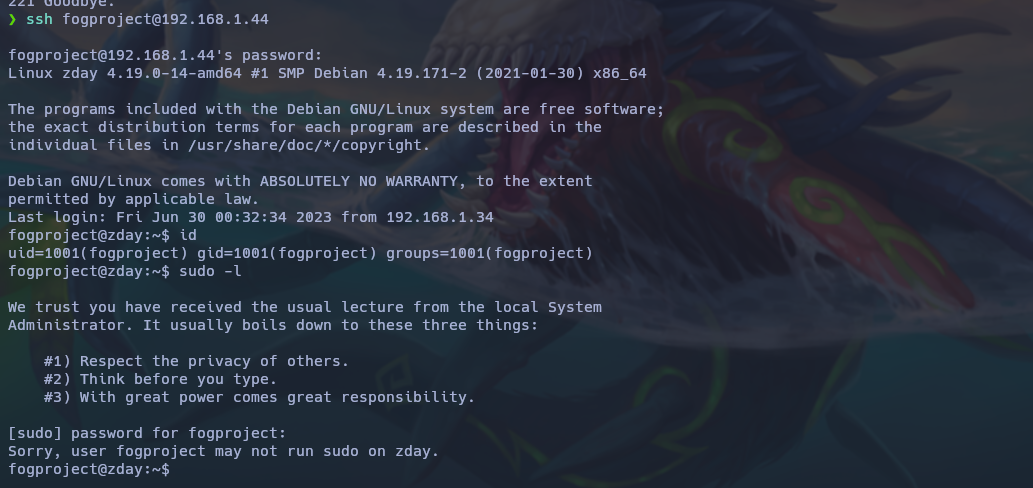 221 Goodbye.
❯ ssh fogproject@192.168.1.44
fogproject@192.168.1.44's password:
Linux zday 4.19.0-14-amd64 #1 SMP Debian 4.19.171-2 (2021-01-30) x86_64
The programs included with the Debian GNU/Linux system are free software;
the exact distribution terms for each program are described in the
individual files in /usr/share/doc/*/copyright.
Debian GNU/Linux comes with ABSOLUTELY NO WARRANTY, to the extent
permitted by applicable law.
Last login: Fri Jun 30 00:32:34 2023 from 192.168.1.34
fogproject@zday:~$ id
uid=1001(fogproject) gid=1001(fogproject) groups=1001(fogproject)
fogproject@zday:~$ sudo -l
We trust you have received the usual lecture from the local System
Administrator. It usually boils down to these three things:
#1) Respect the privacy of others.
#2) Think before you type.
#3) With great power comes great responsibility.
[sudo] password for fogproject:
Sorry, user fogproject may not run sudo on zday.
fogproject@zday:~$